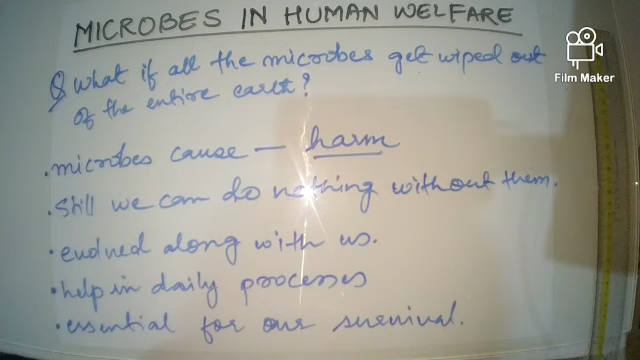 MICROBES IN HUMAN WELFARE
Q What if all the microbes get wiped out
of the entire earth?
Film Maker
· microbes cause — harm
· still we can do nothing without them.
· evolved along with us.
· help in daily processes
· essential for our survival.